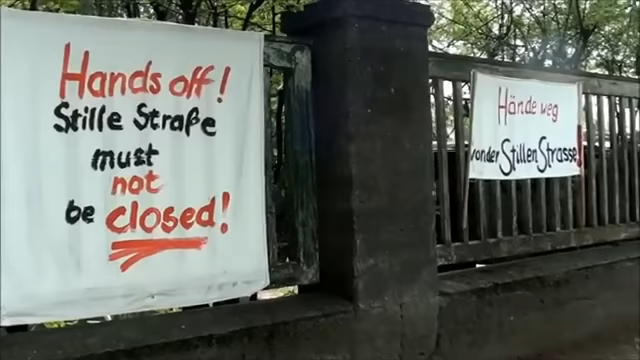 Hands off!
Stille Straße
must
not
be closed!
Hände weg
von der Stillen Strasse!